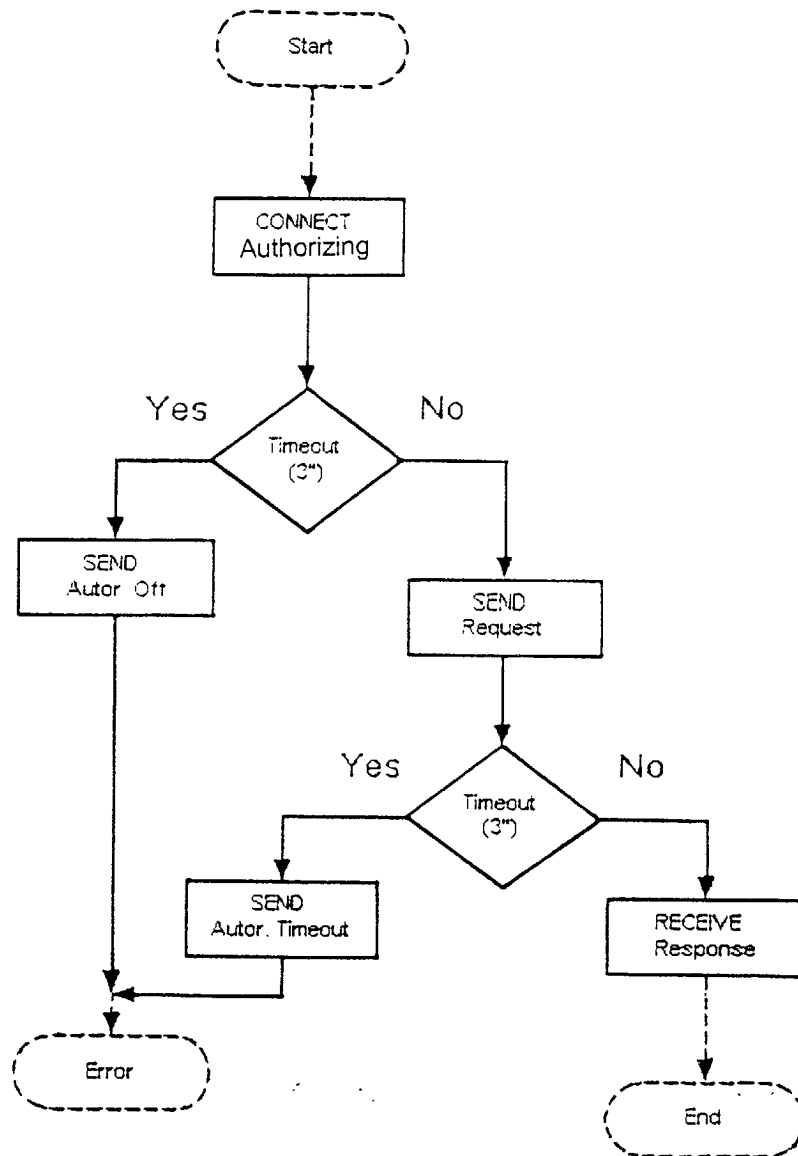 Start
CONNECT
Authorizing
Yes
No
Timeout
(3")
SEND
Autor. Off
SEND
Request
Yes
No
Timeout
(3")
SEND
Autor. Timeout
RECEIVE
Response
Error
End